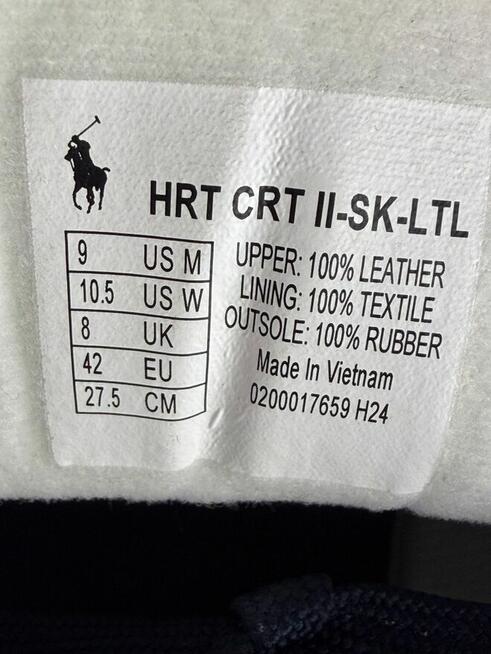 HRT CRT II-SK-LTL
9 US M
10.5 US W
8 UK
42 EU
27.5 CM
UPPER: 100% LEATHER
LINING: 100% TEXTILE
OUTSOLE: 100% RUBBER
Made In Vietnam
0200017659 H24